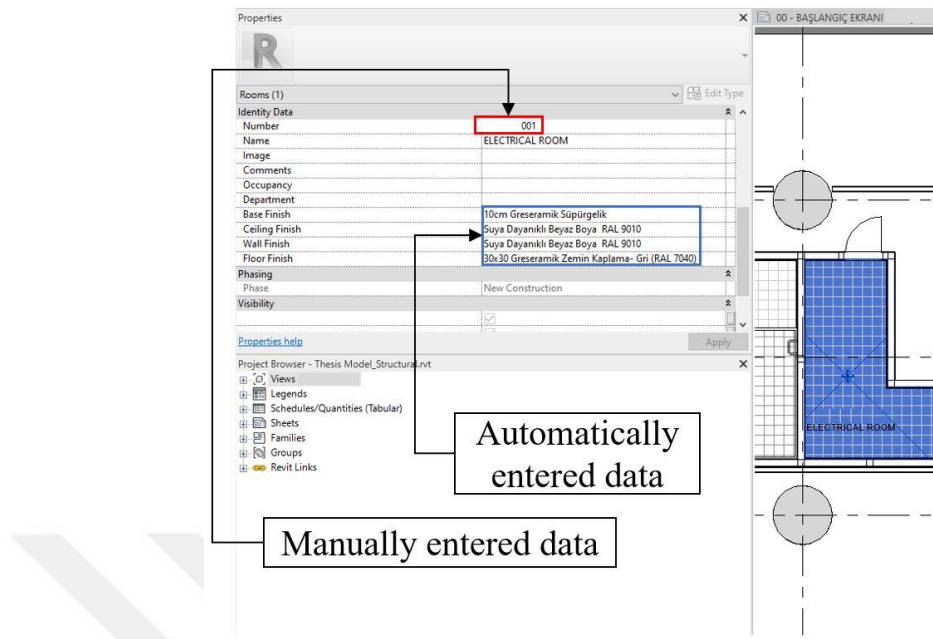 Properties
00 - BAŞLANGIÇ EKRANI
R
Rooms (1)
Edit Type
Identity Data
Number 001
Name ELECTRICAL ROOM
Image
Comments
Occupancy
Department
Base Finish 10cm Greseramik Süpürgelik
Ceiling Finish Suya Dayanıklı Beyaz Boya RAL 9010
Wall Finish Suya Dayanıklı Beyaz Boya RAL 9010
Floor Finish 30x30 Greseramik Zemin Kaplama- Gri (RAL 7040)
Phasing
Phase New Construction
Visibility
Properties help
Apply
Project Browser - Thesis Model_Structural.rvt
Views
Legends
Schedules/Quantities (Tabular)
Sheets
Families
Groups
Revit Links
ELECTRICAL ROOM
Automatically
entered data
Manually entered data